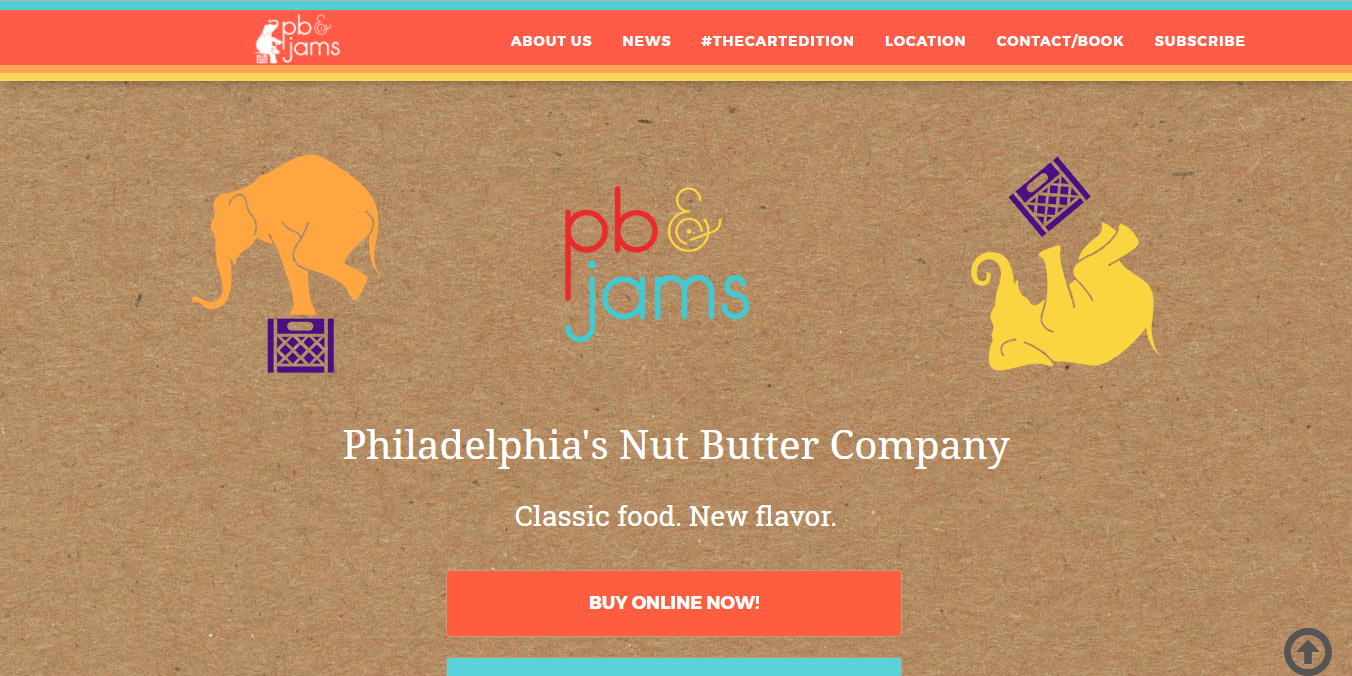 pb&
jams
ABOUT US NEWS #THECARTEDITION LOCATION CONTACT/BOOK SUBSCRIBE
pb&
jams
Philadelphia's Nut Butter Company
Classic food. New flavor.
BUY ONLINE NOW!